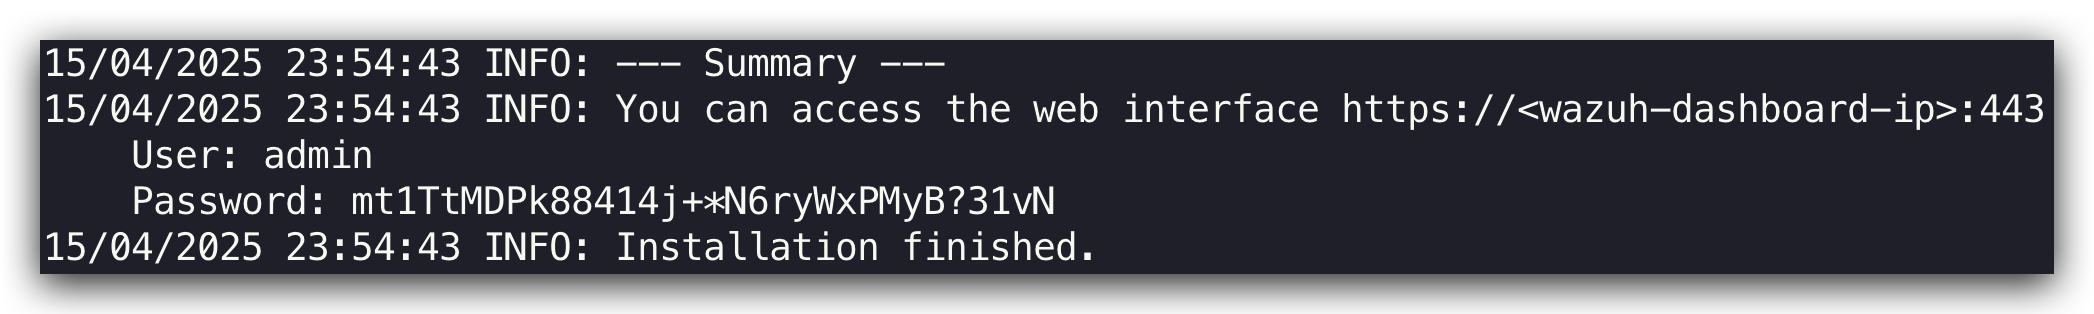 15/04/2025 23:54:43 INFO: --- Summary ---
15/04/2025 23:54:43 INFO: You can access the web interface https://<wazuh-dashboard-ip>:443
    User: admin
    Password: mt1TtMDPk88414j+*N6ryWxPMyB?31vN
15/04/2025 23:54:43 INFO: Installation finished.